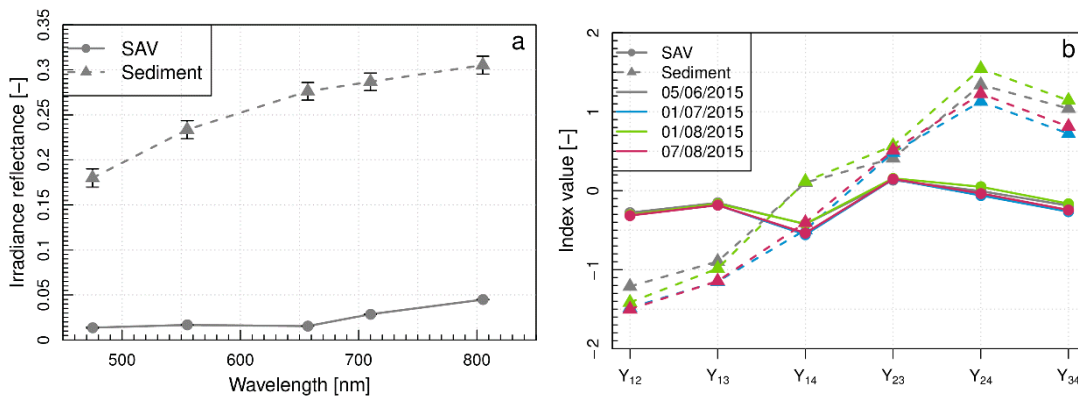 a
SAV
Sediment
Irradiance reflectance [−]
0 0.05 0.1 0.15 0.2 0.25 0.3 0.35
500 600 700 800
Wavelength [nm]
b
SAV
Sediment
05/06/2015
01/07/2015
01/08/2015
07/08/2015
Index value [−]
−2 −1 0 1 2
Y12 Y13 Y14 Y23 Y24 Y34